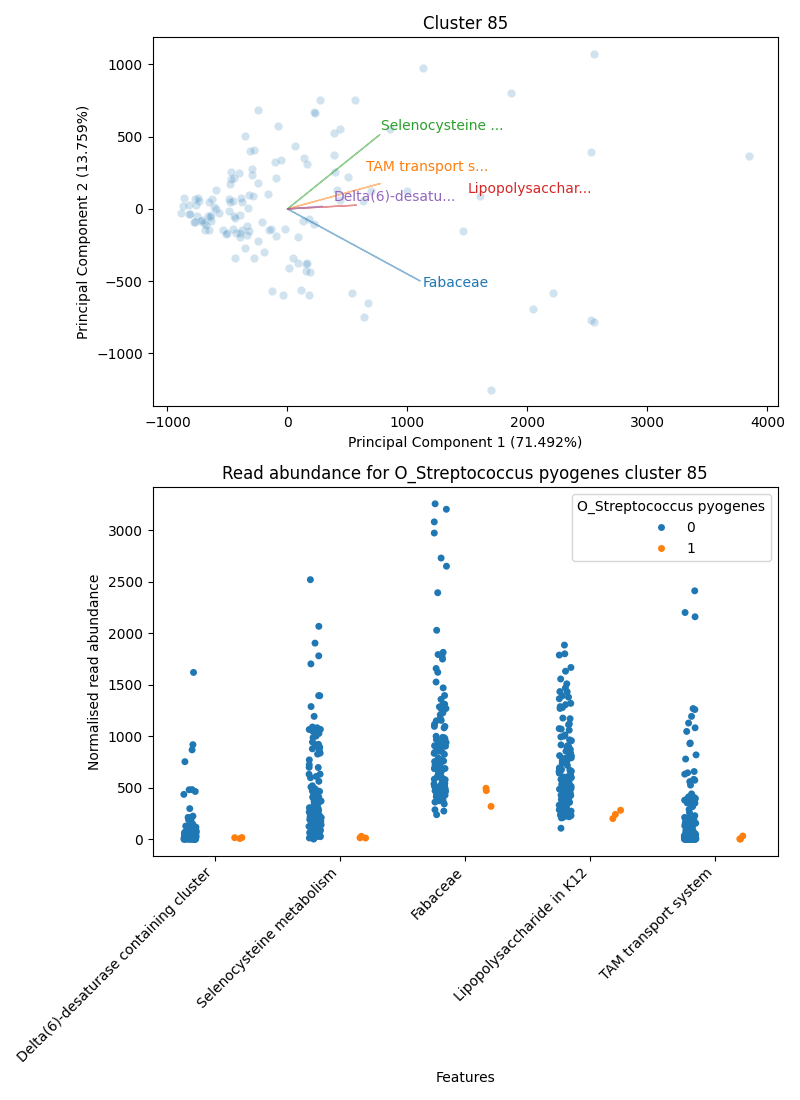 Cluster 85
Principal Component 2 (13.759%)
1000
500
0
−500
−1000
Selenocysteine ...
TAM transport s...
Lipopolysacchar...
Delta(6)-desatu...
Fabaceae
−1000
0
1000
2000
3000
4000
Principal Component 1 (71.492%)
Read abundance for O_Streptococcus pyogenes cluster 85
Normalised read abundance
3000
2500
2000
1500
1000
500
0
O_Streptococcus pyogenes
0
1
Delta(6)-desaturase containing cluster
Selenocysteine metabolism
Fabaceae
Lipopolysaccharide in K12
TAM transport system
Features